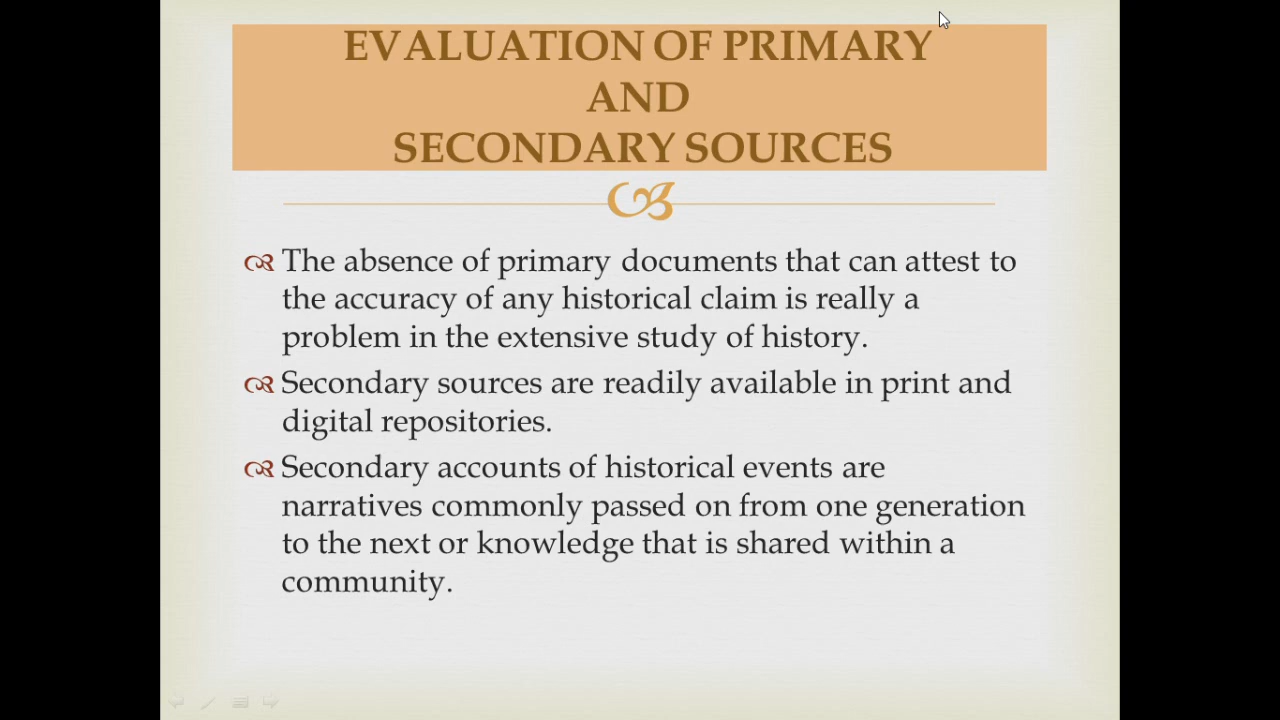 EVALUATION OF PRIMARY
AND
SECONDARY SOURCES
The absence of primary documents that can attest to
the accuracy of any historical claim is really a
problem in the extensive study of history.
Secondary sources are readily available in print and
digital repositories.
Secondary accounts of historical events are
narratives commonly passed on from one generation
to the next or knowledge that is shared within a
community.